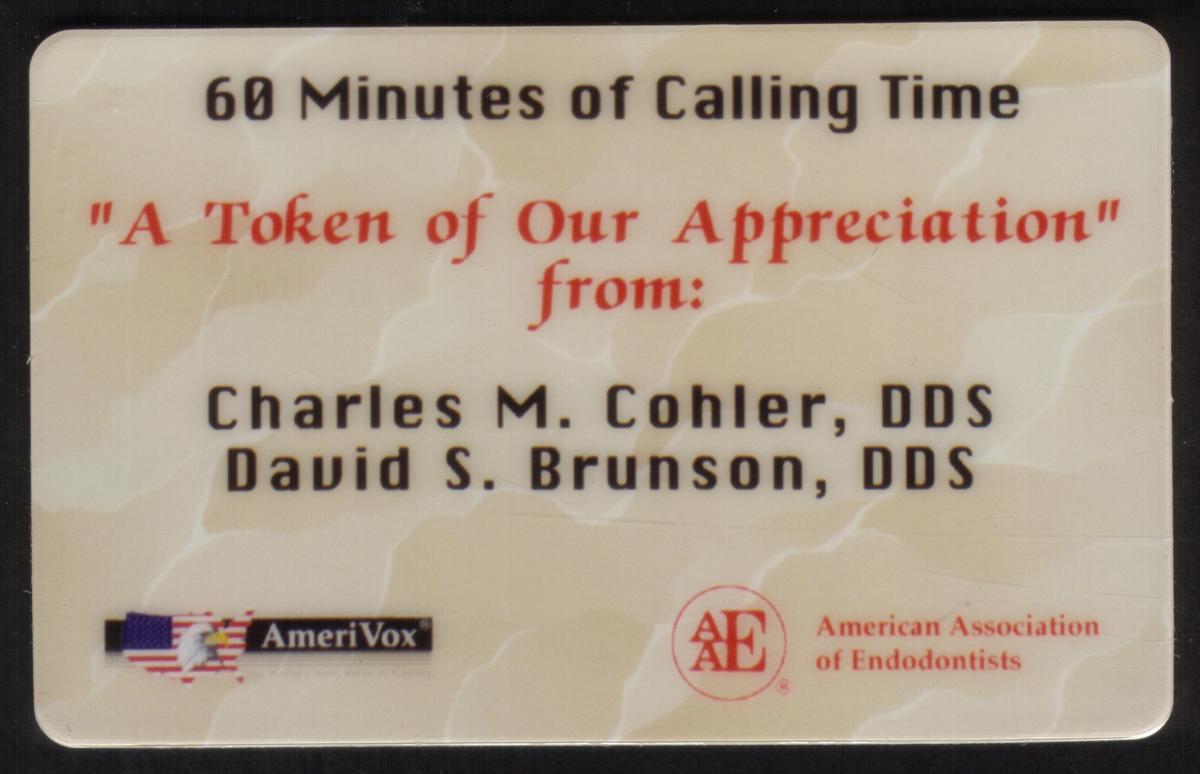 60 Minutes of Calling Time
"A Token of Our Appreciation"
from:
Charles M. Cohler, DDS
David S. Brunson, DDS
AmeriVox®
AAE®
American Association
of Endodontists